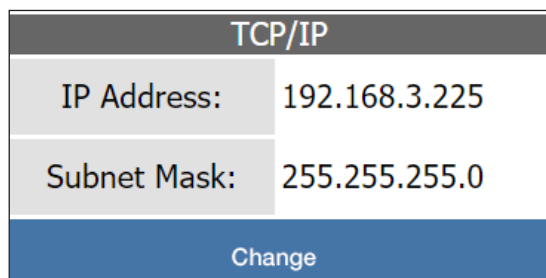 TCP/IP
IP Address: 192.168.3.225
Subnet Mask: 255.255.255.0
Change